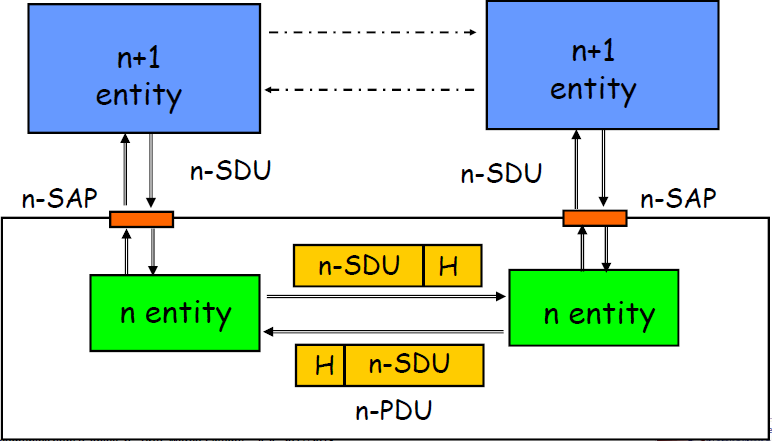 n+1
entity
n+1
entity
n-SDU
n-SDU
n-SAP
n-SAP
n-SDU H
n entity
n entity
H n-SDU
n-PDU